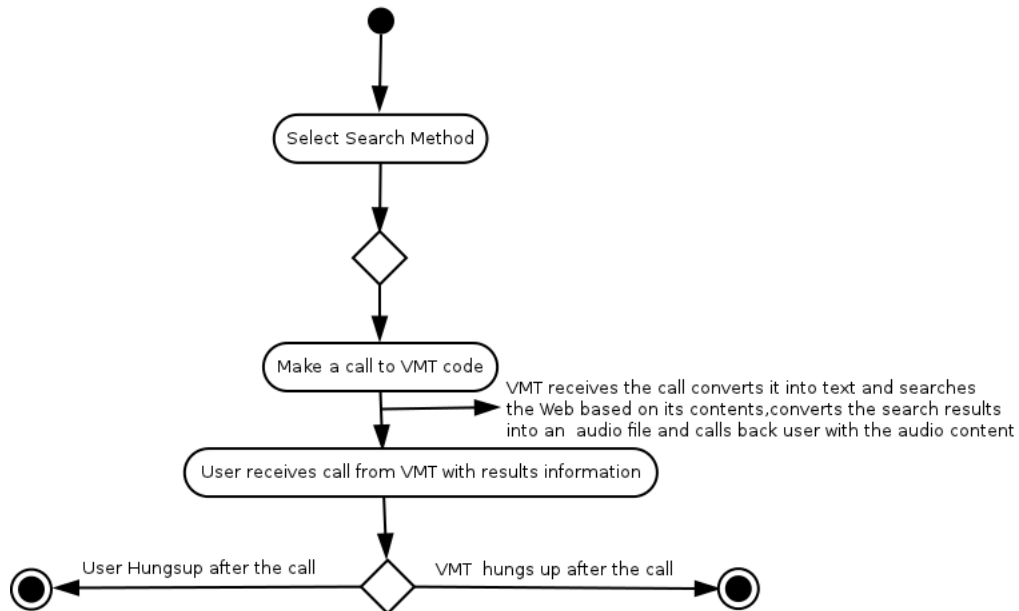 Select Search Method
Make a call to VMT code
VMT receives the call converts it into text and searches
the Web based on its contents,converts the search results
into an audio file and calls back user with the audio content
User receives call from VMT with results information
User Hungsup after the call
VMT hungs up after the call